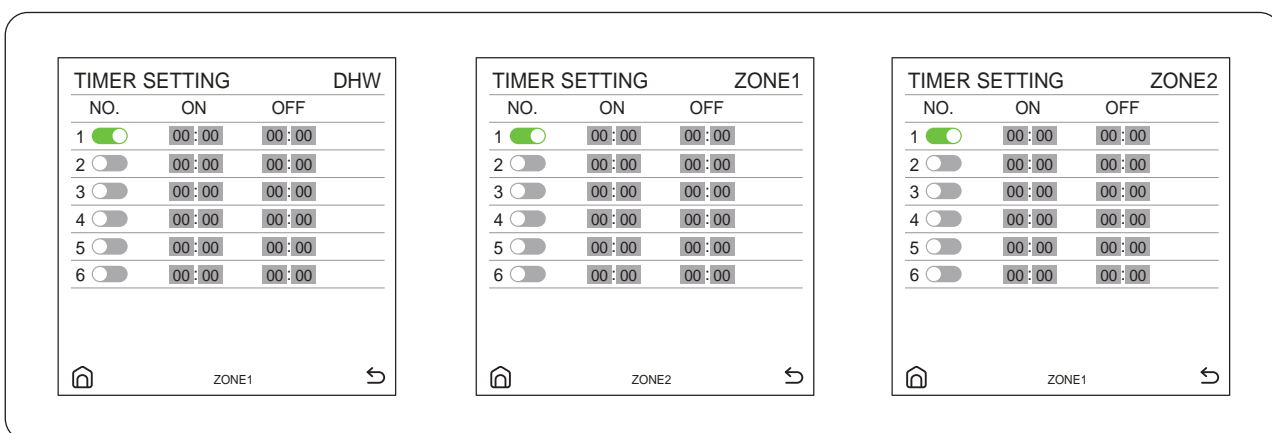 TIMER SETTING DHW
NO. ON OFF
1 00:00 00:00
2 00:00 00:00
3 00:00 00:00
4 00:00 00:00
5 00:00 00:00
6 00:00 00:00
ZONE1
TIMER SETTING ZONE1
NO. ON OFF
1 00:00 00:00
2 00:00 00:00
3 00:00 00:00
4 00:00 00:00
5 00:00 00:00
6 00:00 00:00
ZONE2
TIMER SETTING ZONE2
NO. ON OFF
1 00:00 00:00
2 00:00 00:00
3 00:00 00:00
4 00:00 00:00
5 00:00 00:00
6 00:00 00:00
ZONE1